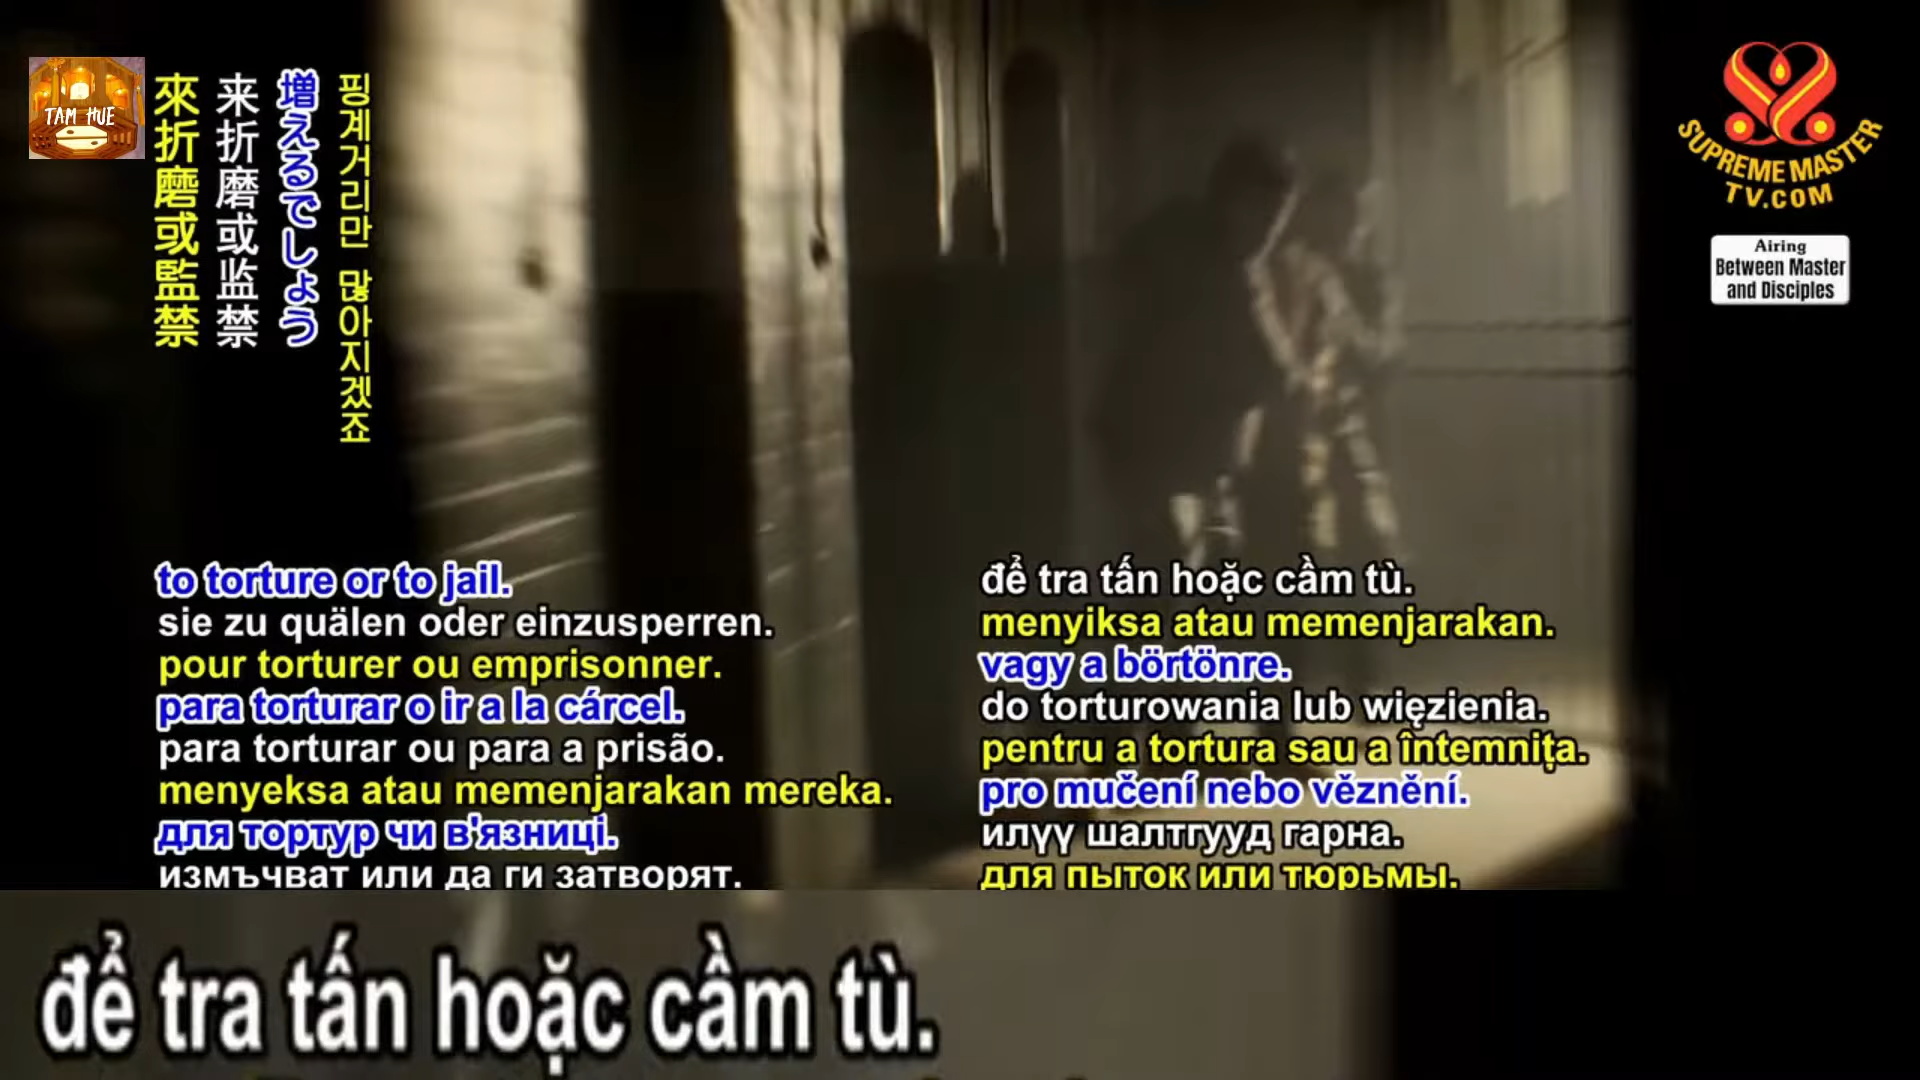 TAM HUE
來折磨或監禁
来折磨或监禁
増えるでしょう
핑계거리만 많아지겠죠
SUPREME MASTER
TV.COM
Airing
Between Master
and Disciples
to torture or to jail.
sie zu quälen oder einzusperren.
pour torturer ou emprisonner.
para torturar o ir a la cárcel.
para torturar ou para a prisão.
menyeksa atau memenjarakan mereka.
для тортур чи в'язниці.
измъчват или да ги затворят.
để tra tấn hoặc cầm tù.
menyiksa atau memenjarakan.
vagy a börtönre.
do torturowania lub więzienia.
pentru a tortura sau a întemnița.
pro mučení nebo věznění.
илүү шалтгууд гарна.
для пыток или тюрьмы.
để tra tấn hoặc cầm tù.